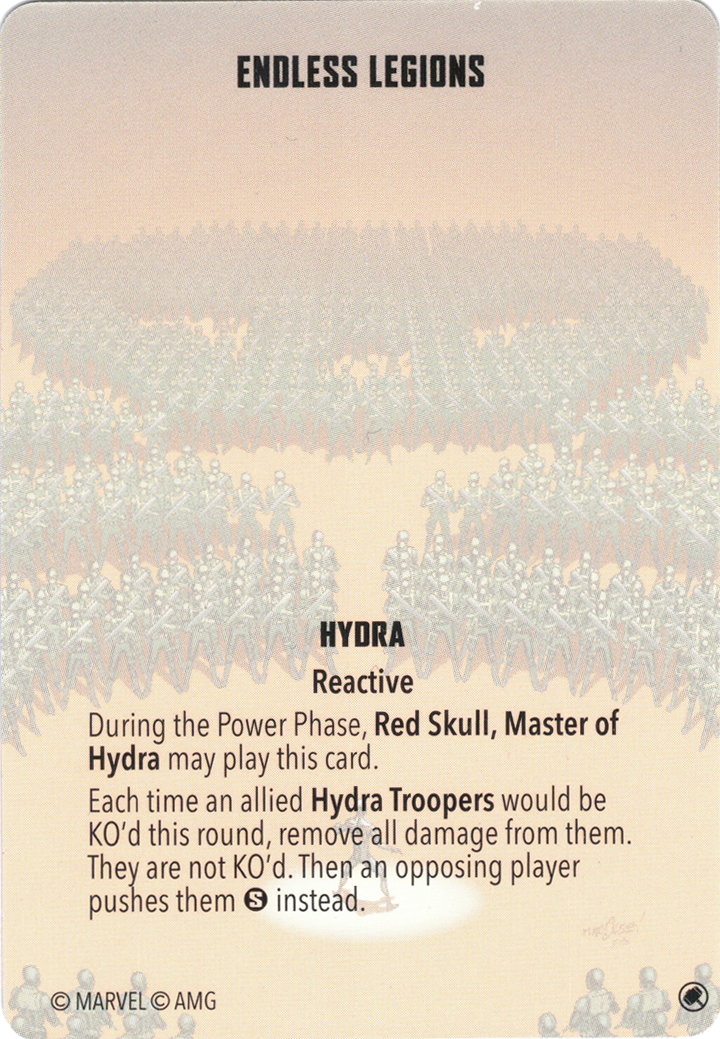 ENDLESS LEGIONS
HYDRA
Reactive
During the Power Phase, Red Skull, Master of
Hydra may play this card.
Each time an allied Hydra Troopers would be
KO'd this round, remove all damage from them.
They are not KO'd. Then an opposing player
pushes them S instead.
© MARVEL © AMG